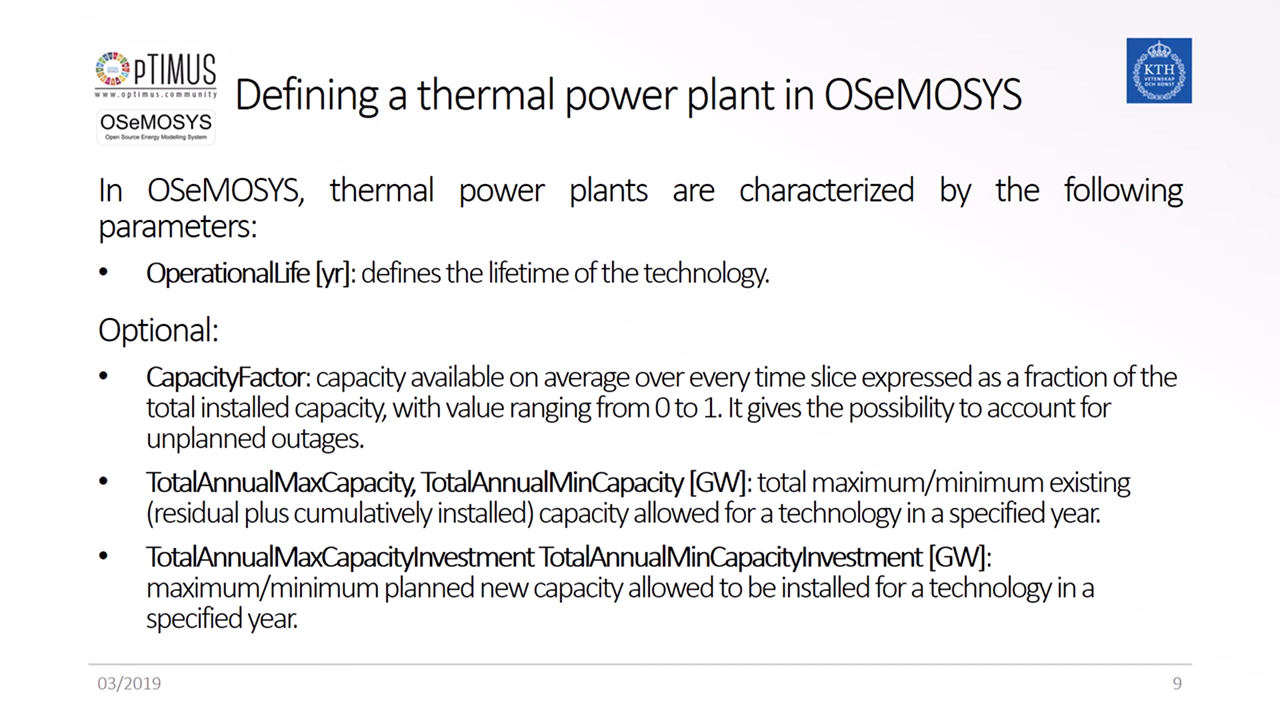 OpTIMUS
www.optimus.community
OSeMOSYS
Open Source Energy Modelling System
Defining a thermal power plant in OSeMOSYS
KTH
VETENSKAP
OCH KONST
In OSeMOSYS, thermal power plants are characterized by the following
parameters:
• OperationalLife [yr]: defines the lifetime of the technology.
Optional:
• CapacityFactor: capacity available on average over every time slice expressed as a fraction of the
total installed capacity, with value ranging from 0 to 1. It gives the possibility to account for
unplanned outages.
• TotalAnnualMaxCapacity, TotalAnnualMinCapacity [GW]: total maximum/minimum existing
(residual plus cumulatively installed) capacity allowed for a technology in a specified year.
• TotalAnnualMaxCapacityInvestment TotalAnnualMinCapacityInvestment [GW]:
maximum/minimum planned new capacity allowed to be installed for a technology in a
specified year.
03/2019
9